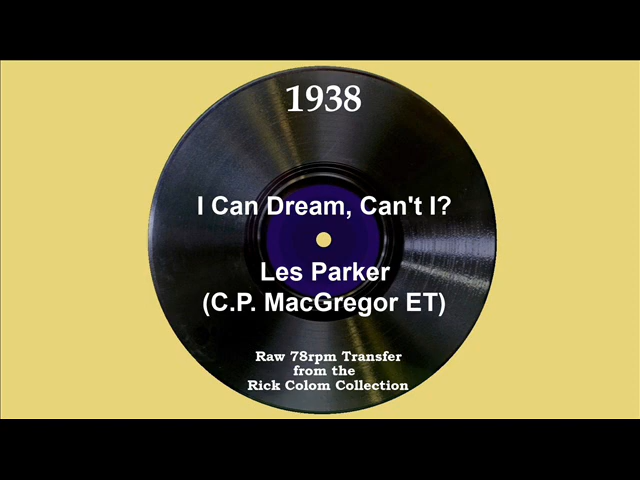 1938
I Can Dream, Can't I?
Les Parker
(C.P. MacGregor ET)
Raw 78rpm Transfer
from the
Rick Colom Collection